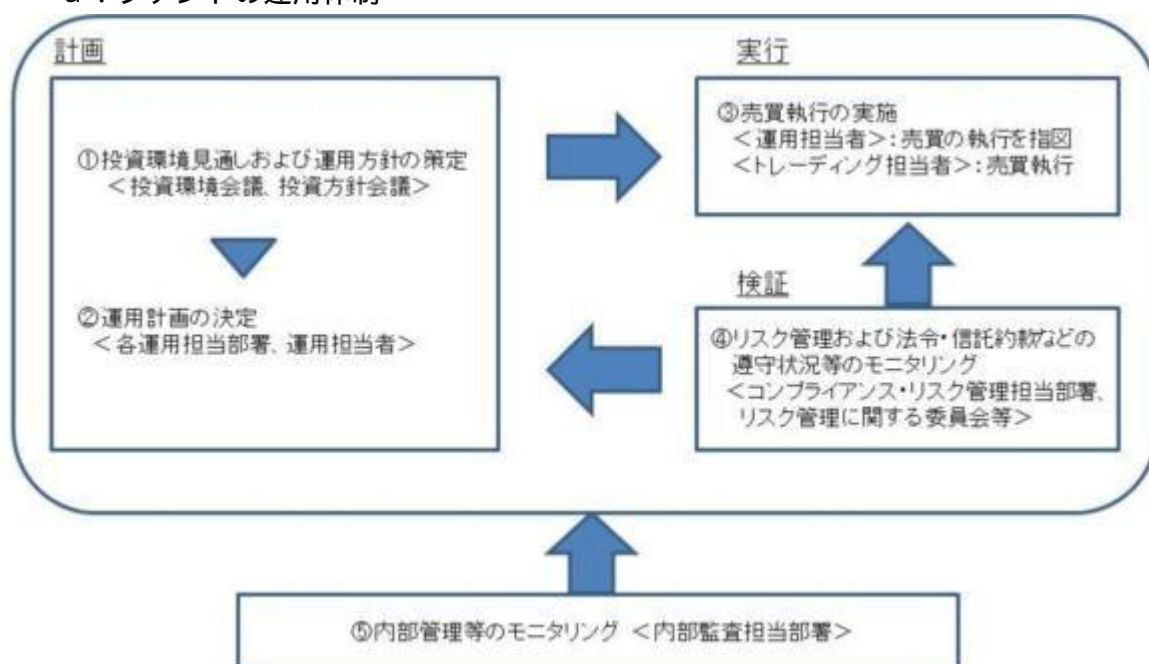 計画
①投資環境見通しおよび運用方針の策定
＜投資環境会議、投資方針会議＞
②運用計画の決定
＜各運用担当部署、運用担当者＞
実行
③売買執行の実施
＜運用担当者＞：売買の執行を指図
＜トレーディング担当者＞：売買執行
検証
④リスク管理および法令・信託約款などの
遵守状況等のモニタリング
＜コンプライアンス・リスク管理担当部署、
リスク管理に関する委員会等＞
⑤内部管理等のモニタリング ＜内部監査担当部署＞